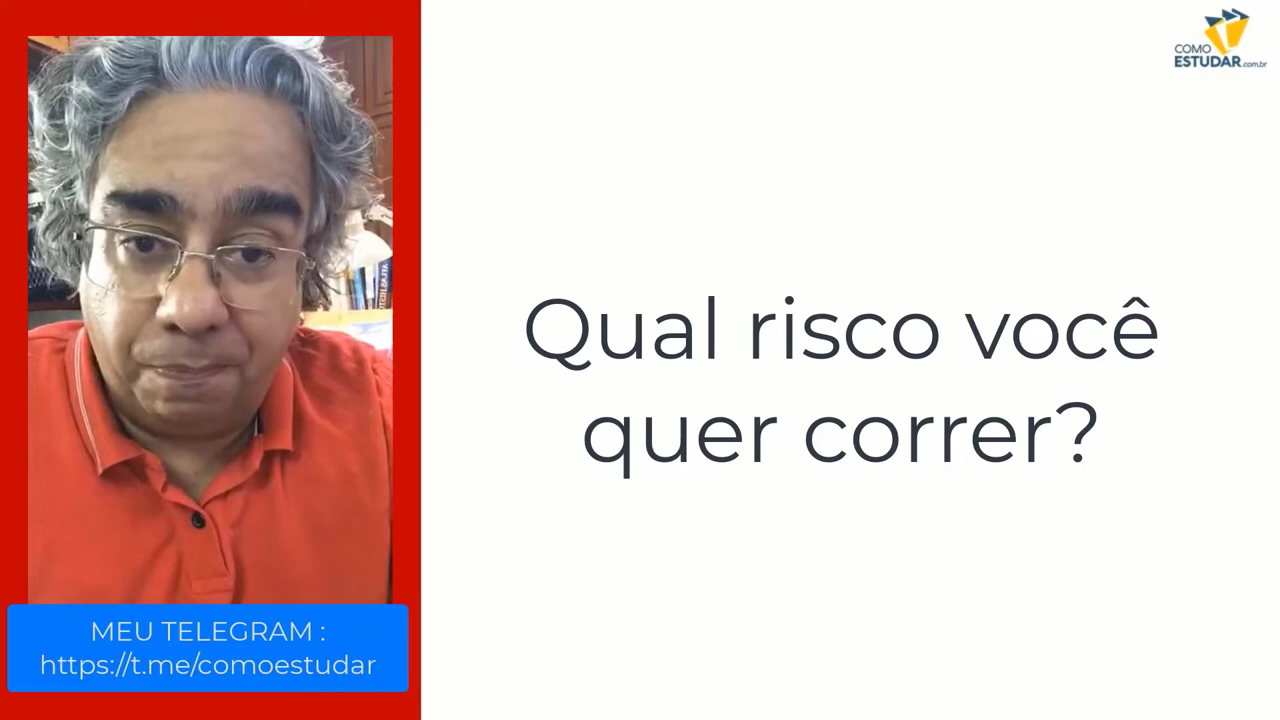 COMO
ESTUDAR.com.br
Qual risco você
quer correr?
MEU TELEGRAM :
https://t.me/comoestudar